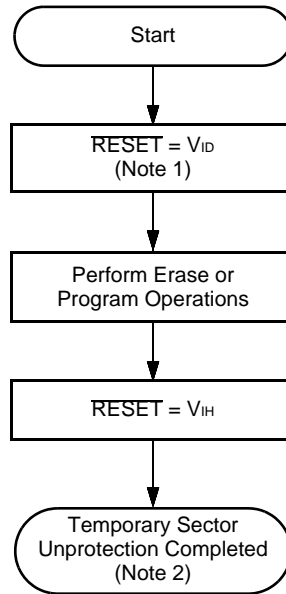 Start
RESET = VID
(Note 1)
Perform Erase or
Program Operations
RESET = VIH
Temporary Sector
Unprotection Completed
(Note 2)